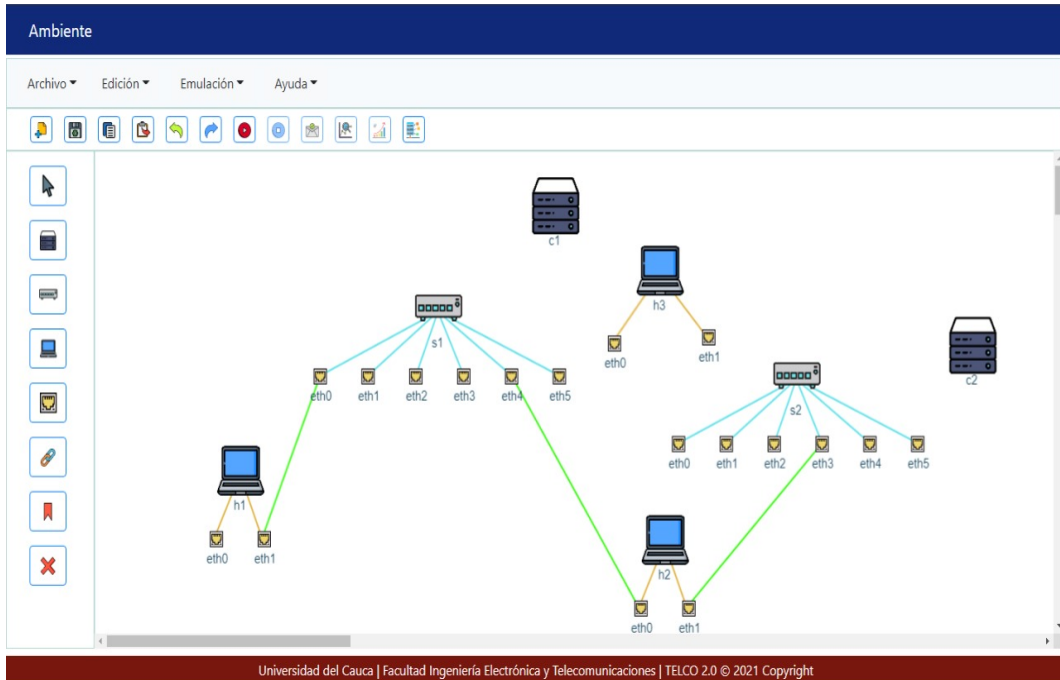 Ambiente
Archivo Edición Emulación Ayuda
c1
h3
eth0 eth1
s1
eth0 eth1 eth2 eth3 eth4 eth5
c2
s2
eth0 eth1 eth2 eth3 eth4 eth5
h1
eth0 eth1
h2
eth0 eth1
Universidad del Cauca | Facultad Ingeniería Electrónica y Telecomunicaciones | TELCO 2.0 © 2021 Copyright